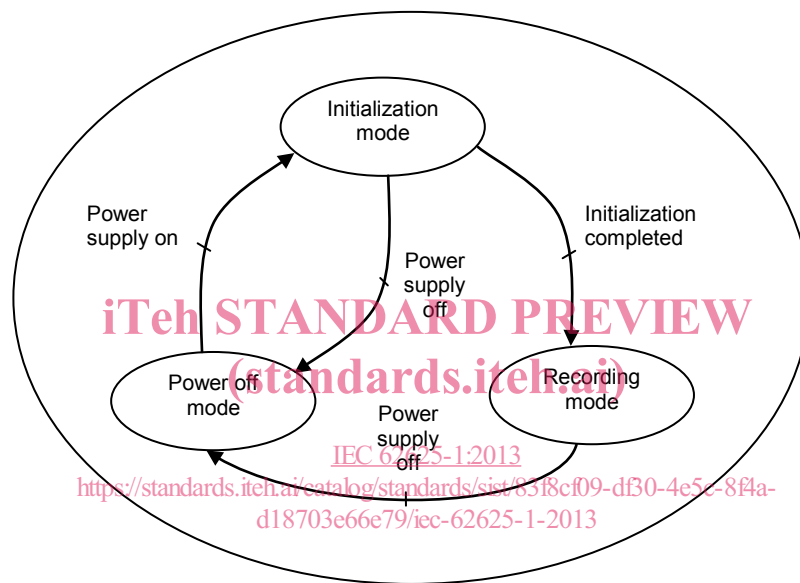 Initialization
mode
Power
supply on
Initialization
completed
Power
supply
off
iTeh STANDARD PREVIEW
(standards.iteh.ai)
Power off
mode
Recording
mode
Power
supply
off
IEC 62625-1:2013
https://standards.iteh.ai/catalog/standards/sist/83f8cf09-df30-4e5c-8f4a-
d18703e66e79/iec-62625-1-2013